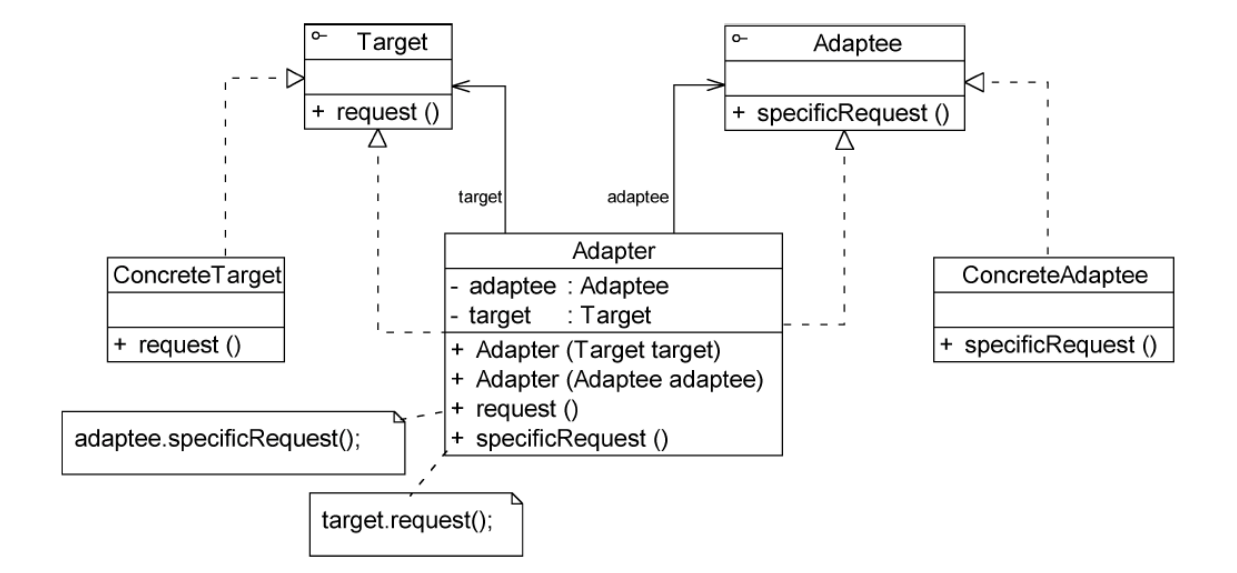 Target
+ request ()
Adaptee
+ specificRequest ()
target
adaptee
ConcreteTarget
+ request ()
Adapter
- adaptee : Adaptee
- target : Target
+ Adapter (Target target)
+ Adapter (Adaptee adaptee)
+ request ()
+ specificRequest ()
ConcreteAdaptee
+ specificRequest ()
adaptee.specificRequest();
target.request();